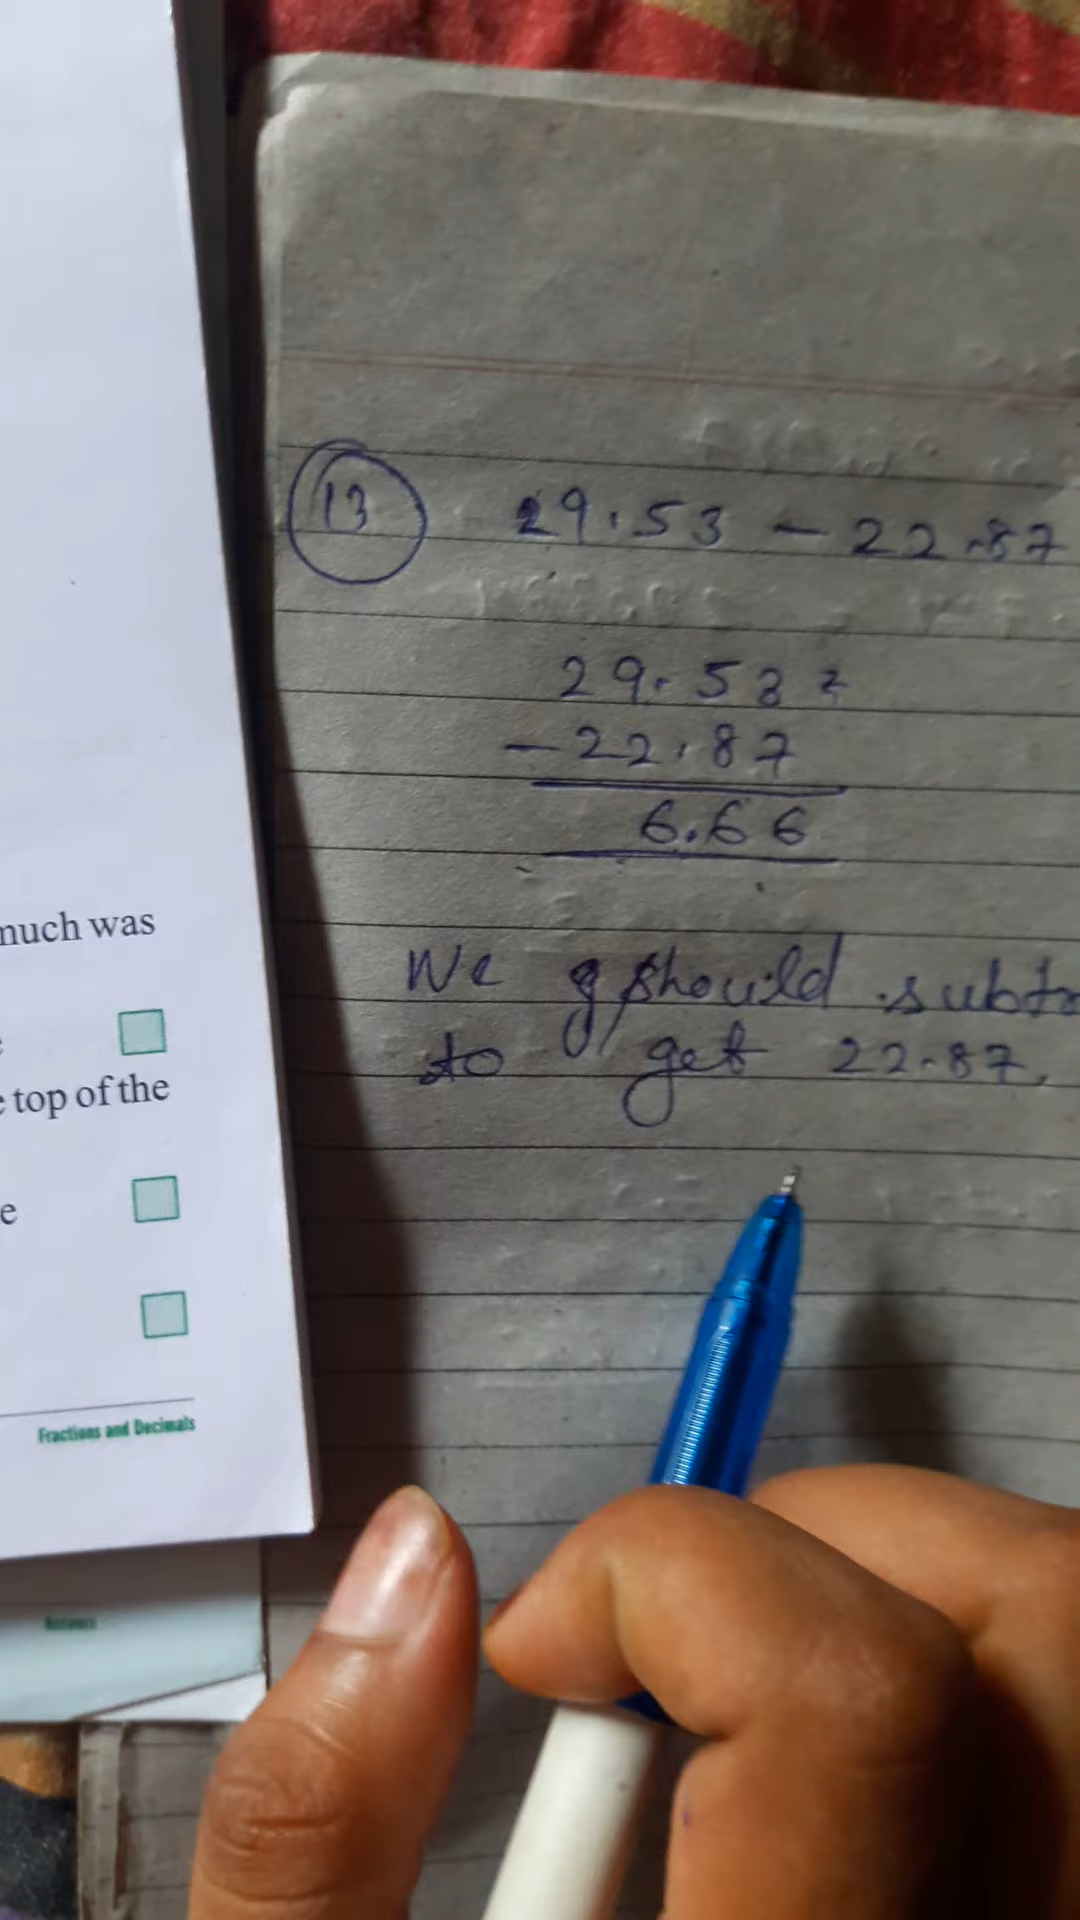 much was
top of the
e
Fractions and Decimals
Answers
13 29.53 - 22.87
29.53
- 22.87
6.66
We should
to get 22.87,